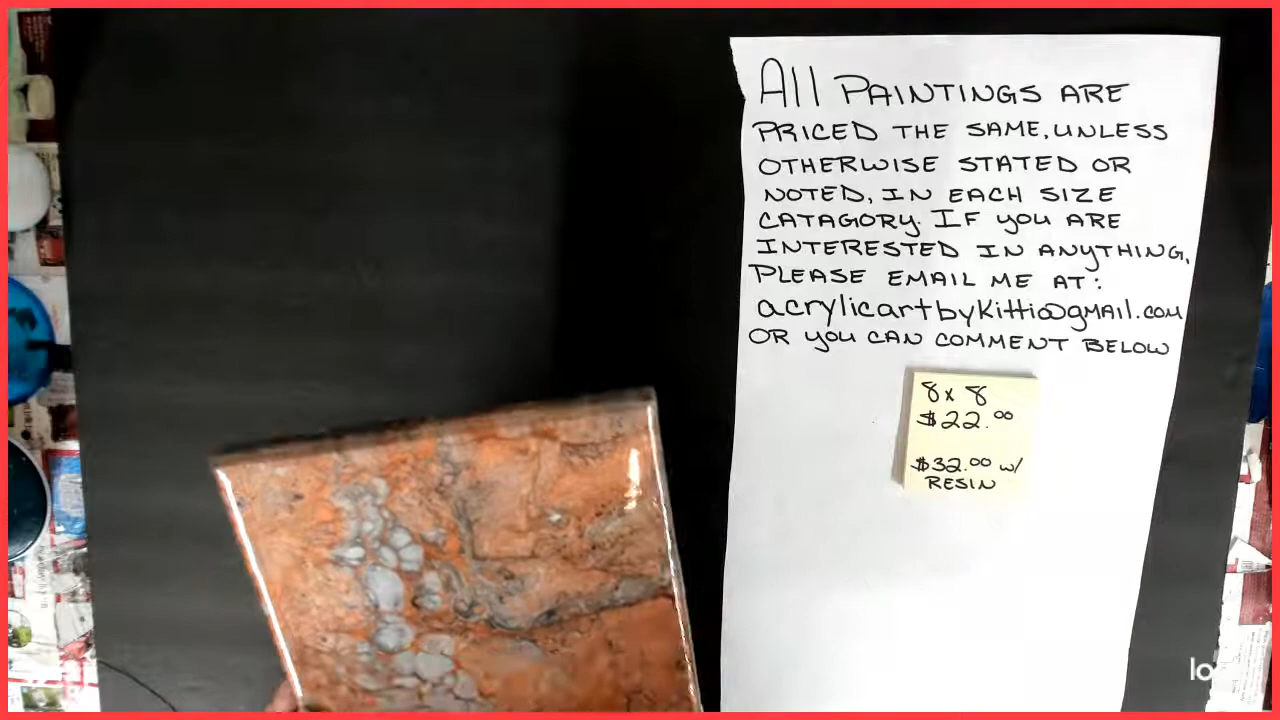 All PAINTINGS ARE
PRICED THE SAME, UNLESS
OTHERWISE STATED OR
NOTED, IN EACH SIZE
CATAGORY. IF YOU ARE
INTERESTED IN ANYTHING,
PLEASE EMAIL ME AT:
acrylicartbykitti@gmail.com
OR YOU CAN COMMENT BELOW
8 x 8
$22.00
$32.00 w/
RESIN
lo